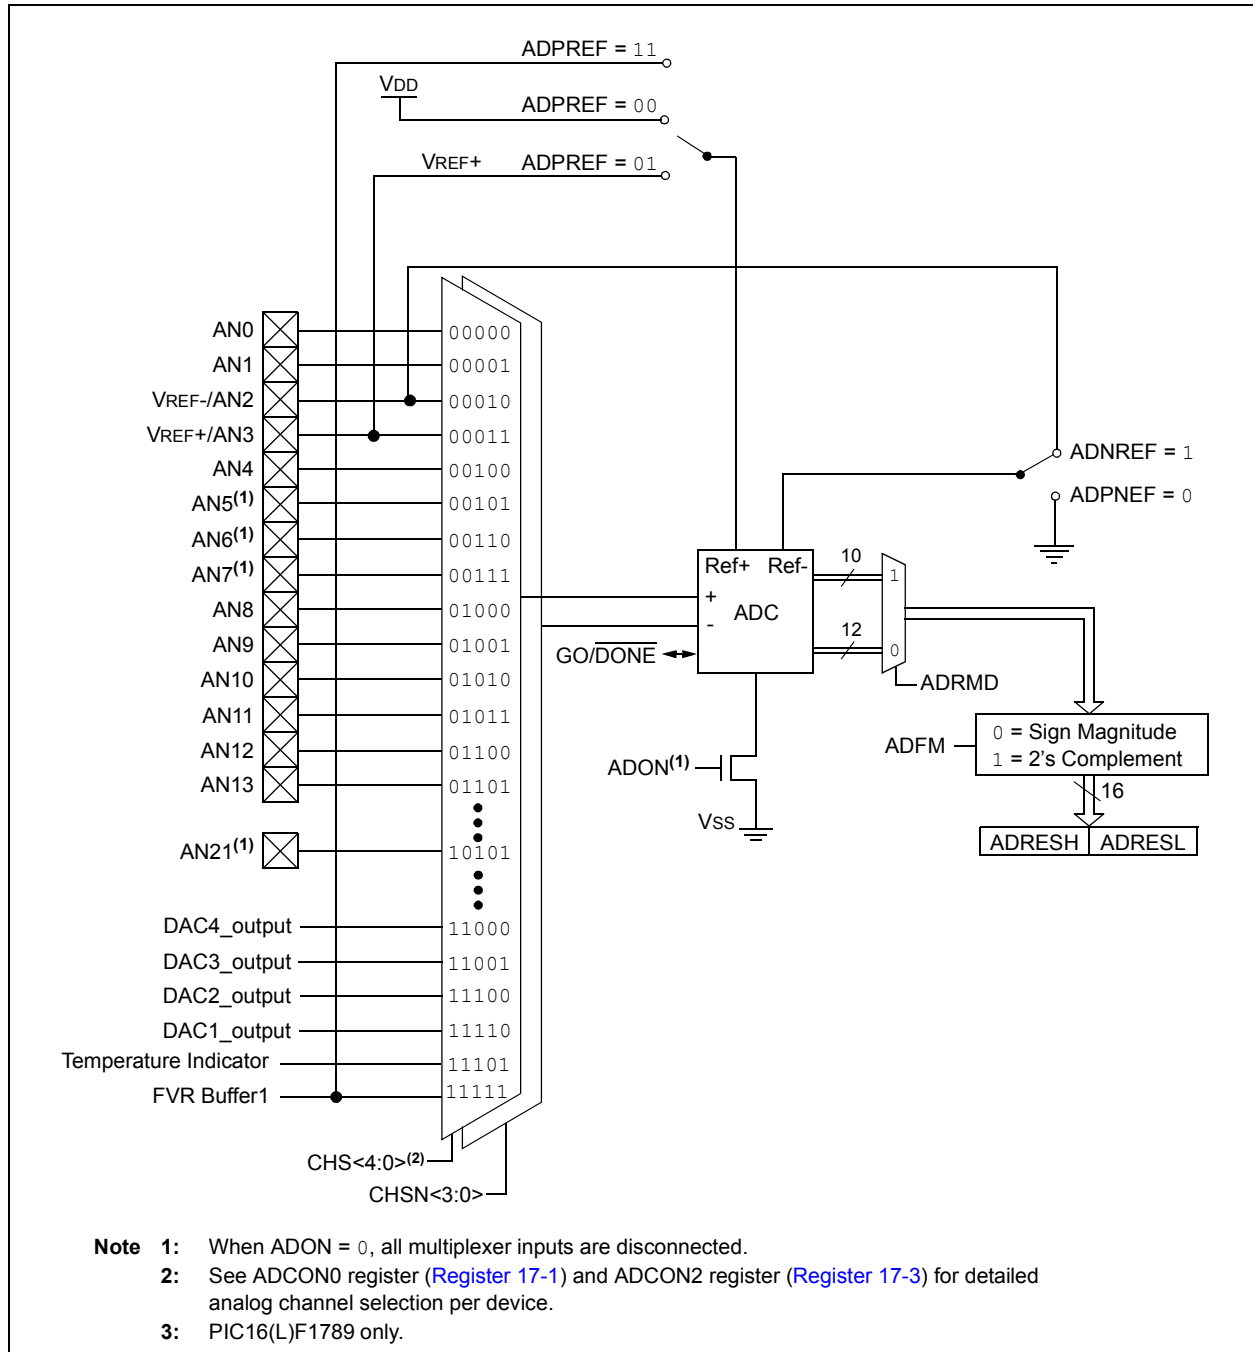 ADPREF = 11
VDD
ADPREF = 00
VREF+ ADPREF = 01
AN0 00000
AN1 00001
VREF-/AN2 00010
VREF+/AN3 00011
AN4 00100
AN5(1) 00101
AN6(1) 00110
AN7(1) 00111
AN8 01000
AN9 01001
AN10 01010
AN11 01011
AN12 01100
AN13 01101
AN21(1) 10101
DAC4_output 11000
DAC3_output 11001
DAC2_output 11100
DAC1_output 11110
Temperature Indicator 11101
FVR Buffer1 11111
CHS<4:0>(2)
CHSN<3:0>
ADNREF = 1
ADPNEF = 0
Ref+ Ref-
+ ADC
-
GO/DONE
10
1
12
0
ADRMD
ADON(1)
VSS
ADFM
0 = Sign Magnitude
1 = 2's Complement
16
ADRESH ADRESL
Note 1: When ADON = 0, all multiplexer inputs are disconnected.
2: See ADCON0 register (Register 17-1) and ADCON2 register (Register 17-3) for detailed
analog channel selection per device.
3: PIC16(L)F1789 only.